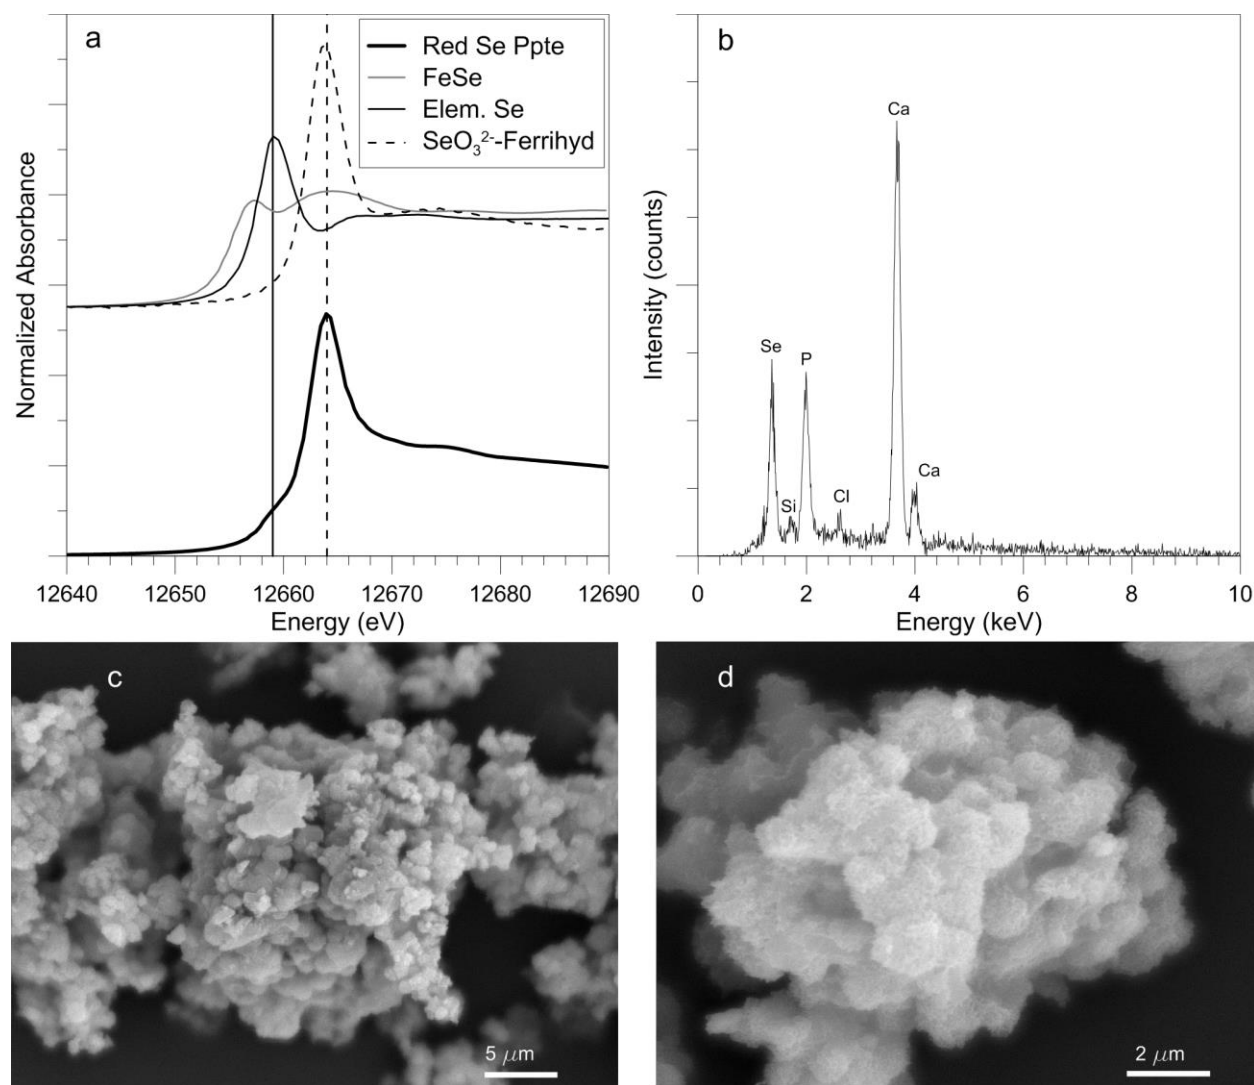 a
Red Se Ppte
FeSe
Elem. Se
SeO₃²⁻-Ferrihyd
Normalized Absorbance
12640 12650 12660 12670 12680 12690
Energy (eV)
b
Ca
Se
P
Si
Cl
Ca
Intensity (counts)
0 2 4 6 8 10
Energy (keV)
c
5 μm
d
2 μm